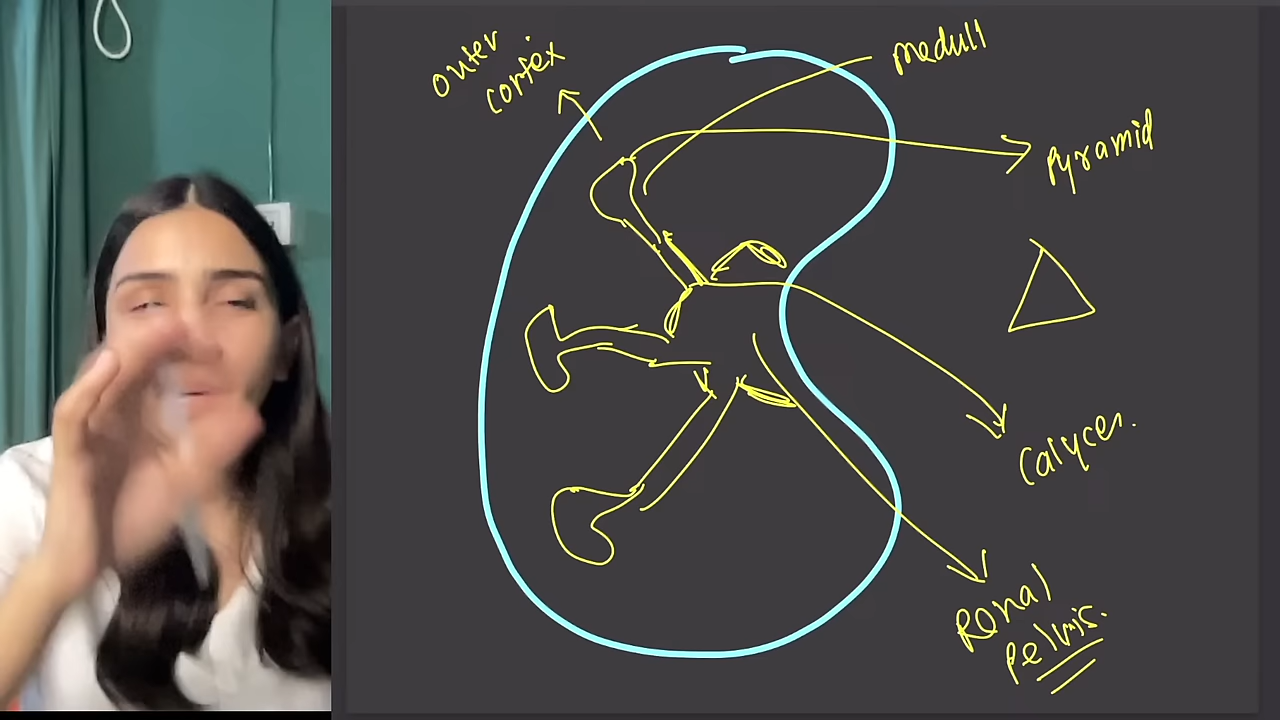 outer
cortex
medull
Pyramid
Calyces.
Renal
Pelvis.